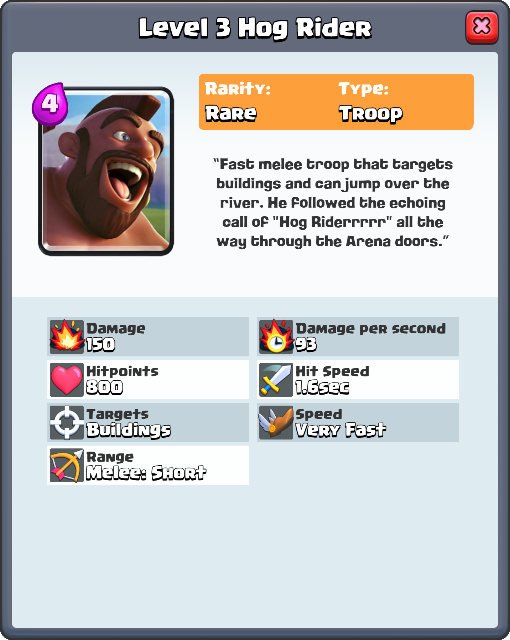 Level 3 Hog Rider
4
Rarity:
Rare
Type:
Troop
"Fast melee troop that targets
buildings and can jump over the
river. He followed the echoing
call of "Hog Riderrrrr" all the
way through the Arena doors."
Damage
150
Damage per second
93
Hitpoints
800
Hit Speed
1.6sec
Targets
Buildings
Speed
Very Fast
Range
Melee: Short